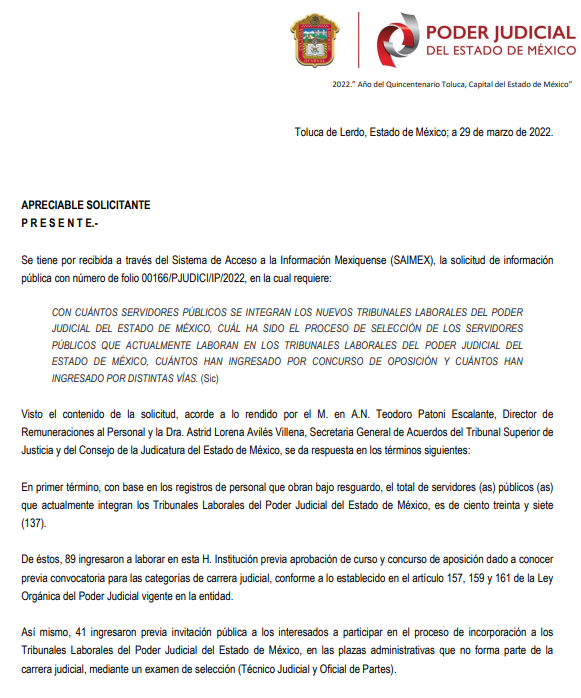 PODER JUDICIAL
DEL ESTADO DE MÉXICO
2022.” Año del Quincentenario Toluca, Capital del Estado de México”
Toluca de Lerdo, Estado de México; a 29 de marzo de 2022.
APRECIABLE SOLICITANTE
P R E S E N T E.-
Se tiene por recibida a través del Sistema de Acceso a la Información Mexiquense (SAIMEX), la solicitud de información
pública con número de folio 00166/PJUDICI/IP/2022, en la cual requiere:
CON CUÁNTOS SERVIDORES PÚBLICOS SE INTEGRAN LOS NUEVOS TRIBUNALES LABORALES DEL PODER
JUDICIAL DEL ESTADO DE MÉXICO, CUÁL HA SIDO EL PROCESO DE SELECCIÓN DE LOS SERVIDORES
PÚBLICOS QUE ACTUALMENTE LABORAN EN LOS TRIBUNALES LABORALES DEL PODER JUDICIAL DEL
ESTADO DE MÉXICO, CUÁNTOS HAN INGRESADO POR CONCURSO DE OPOSICIÓN Y CUÁNTOS HAN
INGRESADO POR DISTINTAS VÍAS. (Sic)
Visto el contenido de la solicitud, acorde a lo rendido por el M. en A.N. Teodoro Patoni Escalante, Director de
Remuneraciones al Personal y la Dra. Astrid Lorena Avilés Villena, Secretaria General de Acuerdos del Tribunal Superior de
Justicia y del Consejo de la Judicatura del Estado de México, se da respuesta en los términos siguientes:
En primer término, con base en los registros de personal que obran bajo resguardo, el total de servidores (as) públicos (as)
que actualmente integran los Tribunales Laborales del Poder Judicial del Estado de México, es de ciento treinta y siete
(137).
De éstos, 89 ingresaron a laborar en esta H. Institución previa aprobación de curso y concurso de aposición dado a conocer
previa convocatoria para las categorías de carrera judicial, conforme a lo establecido en el artículo 157, 159 y 161 de la Ley
Orgánica del Poder Judicial vigente en la entidad.
Así mismo, 41 ingresaron previa invitación pública a los interesados a participar en el proceso de incorporación a los
Tribunales Laborales del Poder Judicial del Estado de México, en las plazas administrativas que no forma parte de la
carrera judicial, mediante un examen de selección (Técnico Judicial y Oficial de Partes).